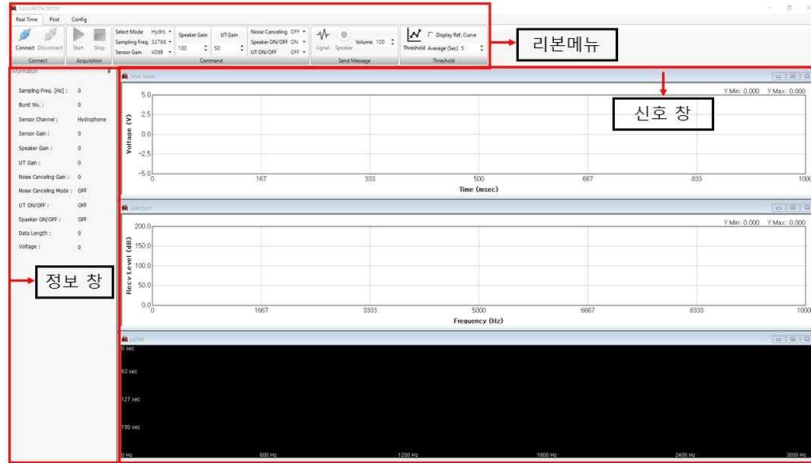 Real Time Post Config
Select Mode Hydro.
Sampling Freq. 32768
Sensor Gain 40dB
Speaker Gain UT Gain
100 50
Noise Canceling OFF
Speaker ON/OFF ON
UT ON/OFF OFF
Volume 100
Display Ref. Curve
Threshold Average (Sec) 5
Connect Disconnect Start Stop
Signal Speaker
Connect Acquisition Command Send Message Threshold
리본메뉴
Information
Sampling Freq. [Hz] : 0
Burst No. : 0
Sensor Channel : Hydrophone
Sensor Gain : 0
Speaker Gain : 0
UT Gain : 0
Noise Canceling Gain : 0
Noise Canceling Mode : OFF
UT ON/OFF : OFF
Speaker ON/OFF : OFF
Data Length : 0
Voltage : 0
정보 창
Time Series
Y Min: 0.000 Y Max: 0.000
신호 창
Voltage (V)
5.0
2.5
0.0
-2.5
-5.0
0 167 333 500 667 833 1000
Time (msec)
Spectrum
Y Min: 0.000 Y Max: 0.000
Recv Level (dB)
200.0
150.0
100.0
50.0
0.0
0 1667 3333 5000 6667 8333 1000
Frequency (Hz)
Lofar
0 sec
63 sec
127 sec
190 sec
0 Hz 600 Hz 1200 Hz 1800 Hz 2400 Hz 3000 Hz